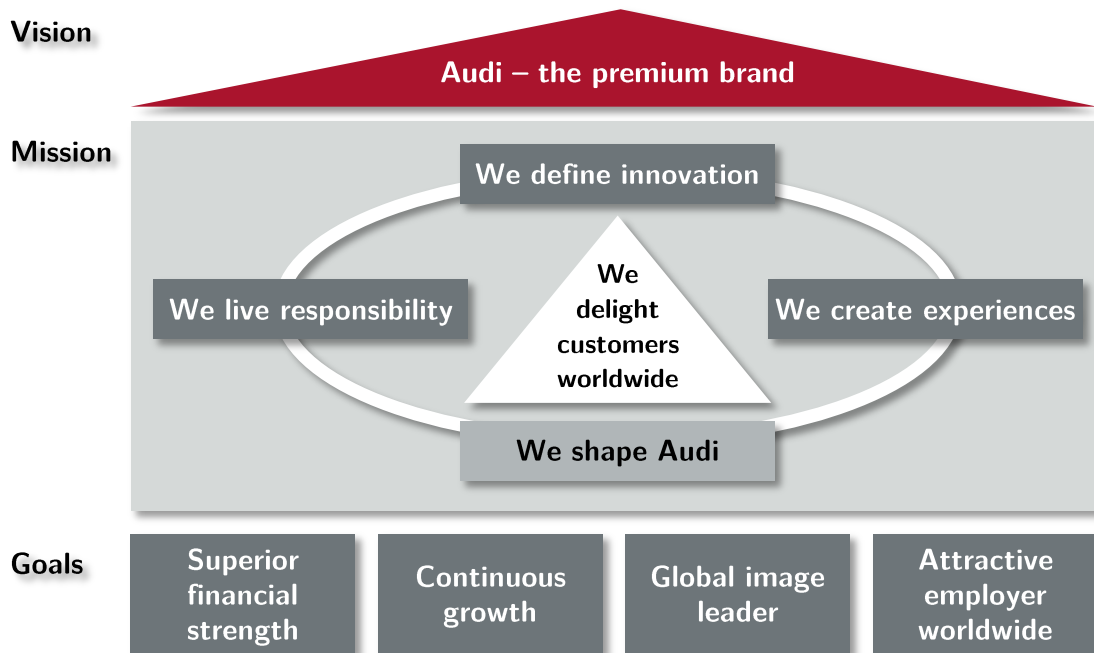 Vision
Audi – the premium brand
Mission
We define innovation
We live responsibility
We
delight
customers
worldwide
We create experiences
We shape Audi
Goals
Superior
financial
strength
Continuous
growth
Global image
leader
Attractive
employer
worldwide